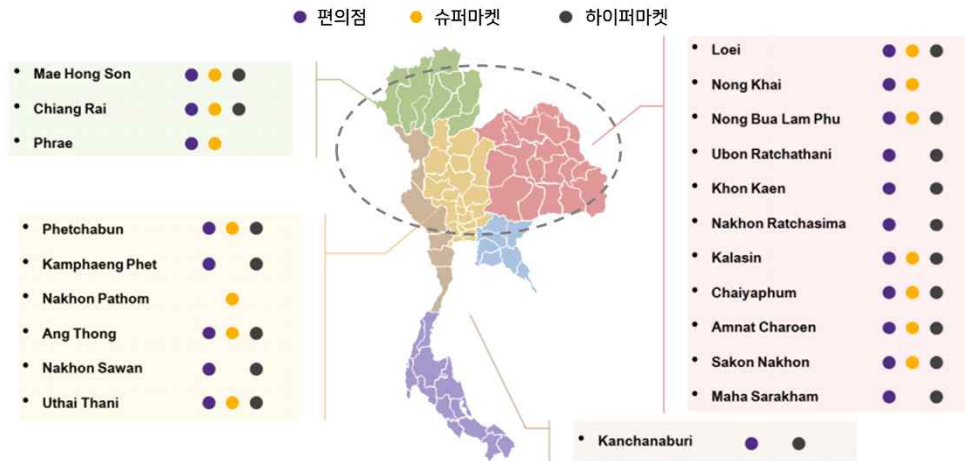 편의점 슈퍼마켓 하이퍼마켓
• Mae Hong Son
• Chiang Rai
• Phrae
• Phetchabun
• Kamphaeng Phet
• Nakhon Pathom
• Ang Thong
• Nakhon Sawan
• Uthai Thani
• Loei
• Nong Khai
• Nong Bua Lam Phu
• Ubon Ratchathani
• Khon Kaen
• Nakhon Ratchasima
• Kalasin
• Chaiyaphum
• Amnat Charoen
• Sakon Nakhon
• Maha Sarakham
• Kanchanaburi